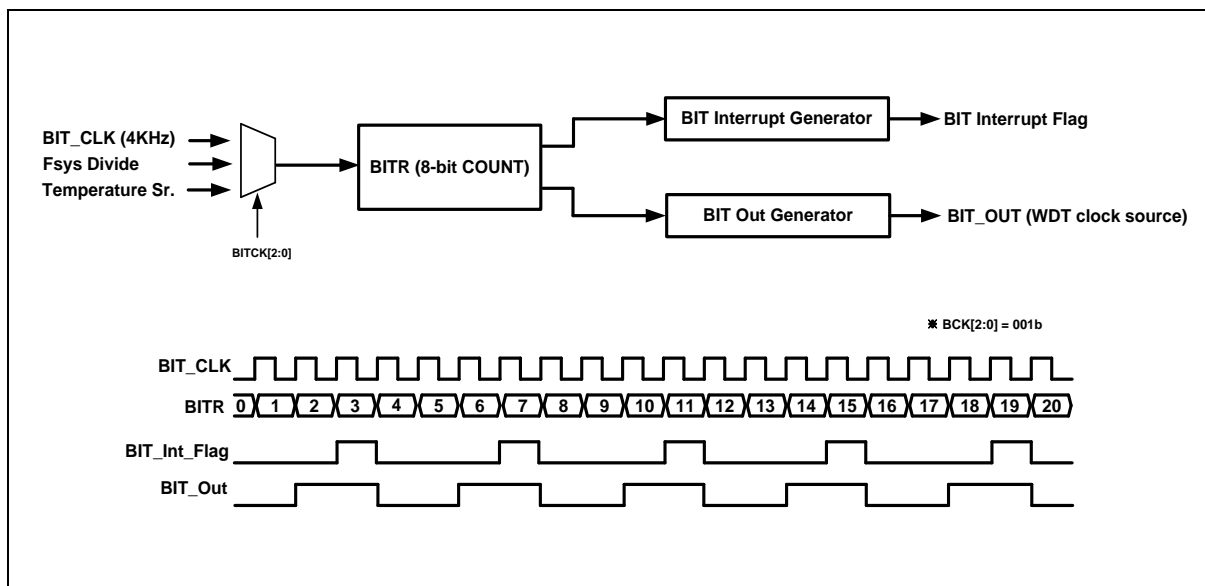 BIT_CLK (4KHz)
Fsys Divide
Temperature Sr.
BITCK[2:0]
BITR (8-bit COUNT)
BIT Interrupt Generator
BIT Interrupt Flag
BIT Out Generator
BIT_OUT (WDT clock source)
※ BCK[2:0] = 001b
BIT_CLK
BITR 0 1 2 3 4 5 6 7 8 9 10 11 12 13 14 15 16 17 18 19 20
BIT_Int_Flag
BIT_Out